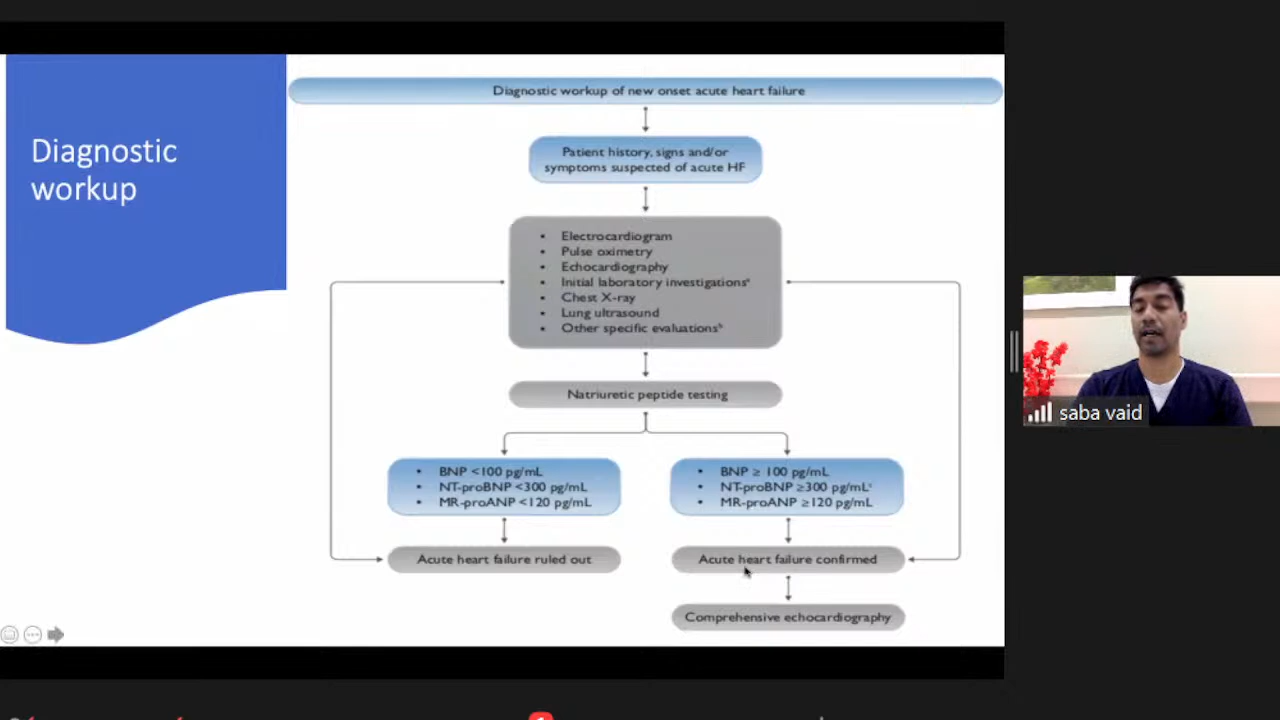 Diagnostic
workup
Diagnostic workup of new onset acute heart failure
Patient history, signs and/or
symptoms suspected of acute HF
• Electrocardiogram
• Pulse oximetry
• Echocardiography
• Initial laboratory investigationsᵃ
• Chest X-ray
• Lung ultrasound
• Other specific evaluationsᵇ
Natriuretic peptide testing
• BNP <100 pg/mL
• NT-proBNP <300 pg/mL
• MR-proANP <120 pg/mL
• BNP ≥ 100 pg/mL
• NT-proBNP ≥300 pg/mLᶜ
• MR-proANP ≥120 pg/mL
Acute heart failure ruled out
Acute heart failure confirmed
Comprehensive echocardiography
saba vaid